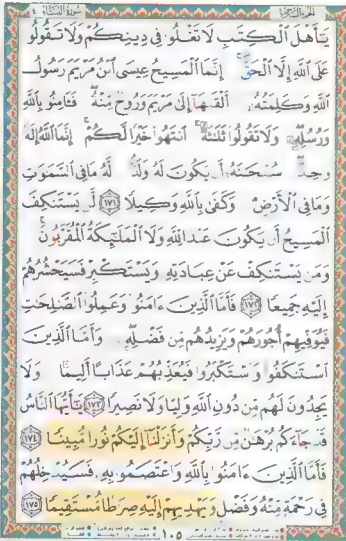 الجزء السادس سورة النساء ٤
يَٰٓأَهْلَ ٱلْكِتَٰبِ لَا تَغْلُوا۟ فِى دِينِكُمْ وَلَا تَقُولُوا۟
عَلَى ٱللَّهِ إِلَّا ٱلْحَقَّ ۚ إِنَّمَا ٱلْمَسِيحُ عِيسَى ٱبْنُ مَرْيَمَ رَسُولُ
ٱللَّهِ وَكَلِمَتُهُۥٓ أَلْقَىٰهَآ إِلَىٰ مَرْيَمَ وَرُوحٌ مِّنْهُ ۖ فَـَٔامِنُوا۟ بِٱللَّهِ
وَرُسُلِهِۦ ۖ وَلَا تَقُولُوا۟ ثَلَٰثَةٌ ۚ ٱنتَهُوا۟ خَيْرًا لَّكُمْ ۚ إِنَّمَا ٱللَّهُ إِلَٰهٌ
وَٰحِدٌ ۖ سُبْحَٰنَهُۥٓ أَن يَكُونَ لَهُۥ وَلَدٌ ۘ لَّهُۥ مَا فِى ٱلسَّمَٰوَٰتِ
وَمَا فِى ٱلْأَرْضِ ۗ وَكَفَىٰ بِٱللَّهِ وَكِيلًا ١٧١ لَّن يَسْتَنكِفَ
ٱلْمَسِيحُ أَن يَكُونَ عَبْدًا لِّلَّهِ وَلَا ٱلْمَلَٰٓئِكَةُ ٱلْمُقَرَّبُونَ ۚ
وَمَن يَسْتَنكِفْ عَنْ عِبَادَتِهِۦ وَيَسْتَكْبِرْ فَسَيَحْشُرُهُمْ
إِلَيْهِ جَمِيعًا ١٧٢ فَأَمَّا ٱلَّذِينَ ءَامَنُوا۟ وَعَمِلُوا۟ ٱلصَّٰلِحَٰتِ
فَيُوَفِّيهِمْ أُجُورَهُمْ وَيَزِيدُهُم مِّن فَضْلِهِۦ ۖ وَأَمَّا ٱلَّذِينَ
ٱسْتَنكَفُوا۟ وَٱسْتَكْبَرُوا۟ فَيُعَذِّبُهُمْ عَذَابًا أَلِيمًا وَلَا
يَجِدُونَ لَهُم مِّن دُونِ ٱللَّهِ وَلِيًّا وَلَا نَصِيرًا ١٧٣ يَٰٓأَيُّهَا ٱلنَّاسُ
قَدْ جَآءَكُم بُرْهَٰنٌ مِّن رَّبِّكُمْ وَأَنزَلْنَآ إِلَيْكُمْ نُورًا مُّبِينًا ١٧٤
فَأَمَّا ٱلَّذِينَ ءَامَنُوا۟ بِٱللَّهِ وَٱعْتَصَمُوا۟ بِهِۦ فَسَيُدْخِلُهُمْ
فِى رَحْمَةٍ مِّنْهُ وَفَضْلٍ وَيَهْدِيهِمْ إِلَيْهِ صِرَٰطًا مُّسْتَقِيمًا ١٧٥
١٠٥